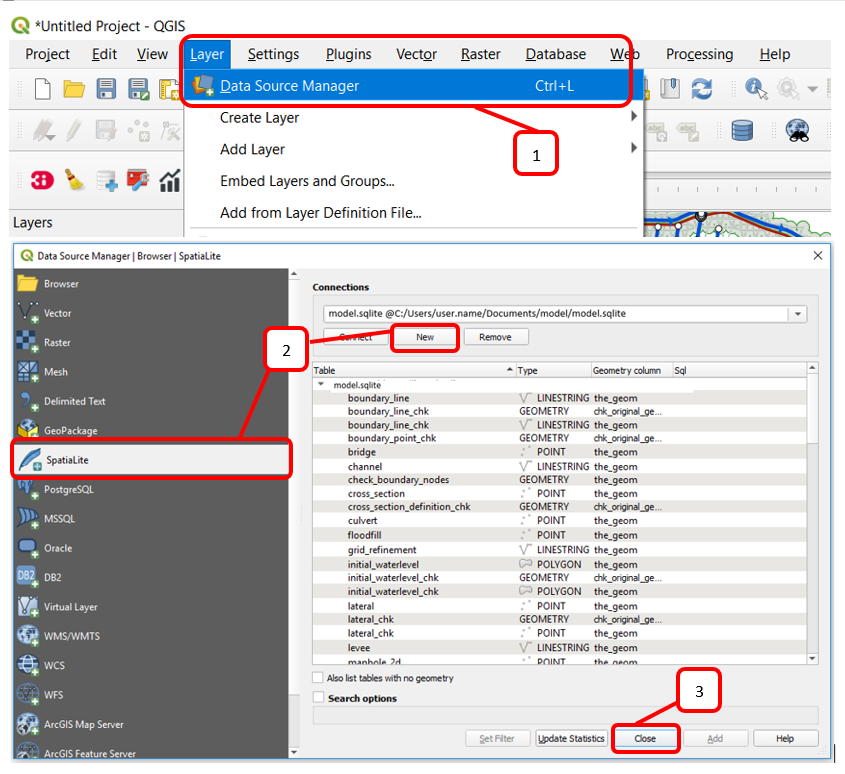 *Untitled Project - QGIS
Project Edit View Layer Settings Plugins Vector Raster Database Web Processing Help
Data Source Manager Ctrl+L
Create Layer
Add Layer
Embed Layers and Groups...
Add from Layer Definition File...
1
abc abc
3i
Layers
Data Source Manager | Browser | SpatiaLite
Browser
Vector
Raster
Mesh
Delimited Text
GeoPackage
SpatiaLite
PostgreSQL
MSSQL
Oracle
DB2 DB2
Virtual Layer
WMS/WMTS
WCS
WFS
ArcGIS Map Server
ArcGIS Feature Server
2
Connections
model.sqlite @C:/Users/user.name/Documents/model/model.sqlite
Connect New Remove
Table Type Geometry column Sql
model.sqlite
boundary_line LINESTRING the_geom
boundary_line_chk GEOMETRY chk_original_ge...
boundary_line_chk LINESTRING the_geom
boundary_point_chk GEOMETRY chk_original_ge...
bridge POINT the_geom
channel LINESTRING the_geom
check_boundary_nodes GEOMETRY the_geom
cross_section POINT the_geom
cross_section_definition_chk GEOMETRY chk_original_ge...
culvert POINT the_geom
floodfill POINT the_geom
grid_refinement LINESTRING the_geom
initial_waterlevel POLYGON the_geom
initial_waterlevel_chk GEOMETRY chk_original_ge...
initial_waterlevel_chk POLYGON the_geom
lateral POINT the_geom
lateral_chk GEOMETRY chk_original_ge...
lateral_chk POINT the_geom
levee LINESTRING the_geom
manhole_2d POINT the_geom
Also list tables with no geometry
Search options
3
Set Filter Update Statistics Close Add Help